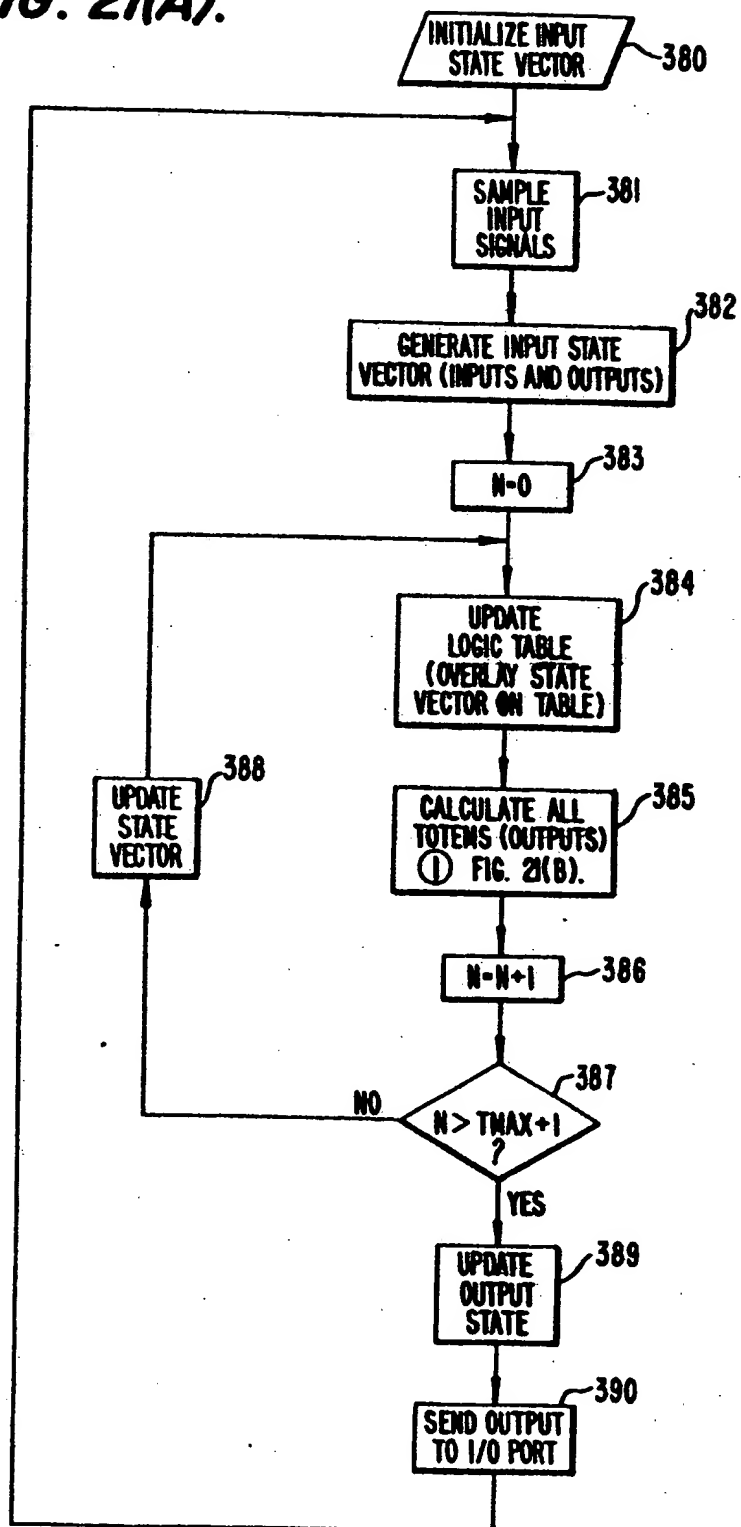 IG. 21(A).
INITIALIZE INPUT
STATE VECTOR
380
SAMPLE
INPUT
SIGNALS
381
GENERATE INPUT STATE
VECTOR (INPUTS AND OUTPUTS)
382
N=0
383
UPDATE
LOGIC TABLE
(OVERLAY STATE
VECTOR ON TABLE)
384
UPDATE
STATE
VECTOR
388
CALCULATE ALL
TOTEMS (OUTPUTS)
① FIG. 21(B).
385
N=N+1
386
387
NO
N > TMAX+1
?
YES
UPDATE
OUTPUT
STATE
389
SEND OUTPUT
TO I/O PORT
390